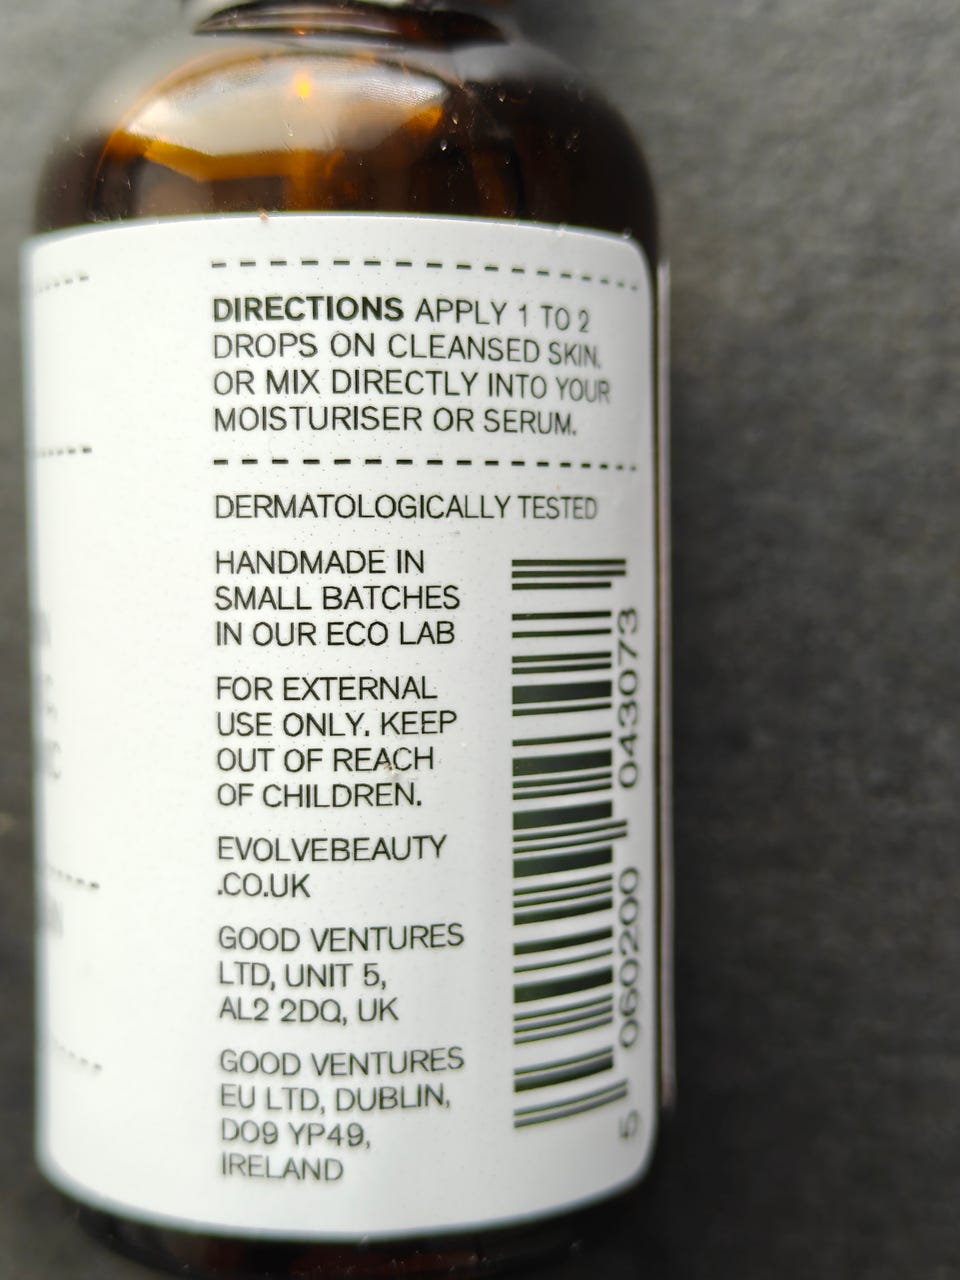 DIRECTIONS APPLY 1 TO 2
DROPS ON CLEANSED SKIN,
OR MIX DIRECTLY INTO YOUR
MOISTURISER OR SERUM.
DERMATOLOGICALLY TESTED
HANDMADE IN
SMALL BATCHES
IN OUR ECO LAB
FOR EXTERNAL
USE ONLY. KEEP
OUT OF REACH
OF CHILDREN.
EVOLVEBEAUTY
.CO.UK
GOOD VENTURES
LTD, UNIT 5,
AL2 2DQ, UK
GOOD VENTURES
EU LTD, DUBLIN,
D09 YP49,
IRELAND
5 060200 043073